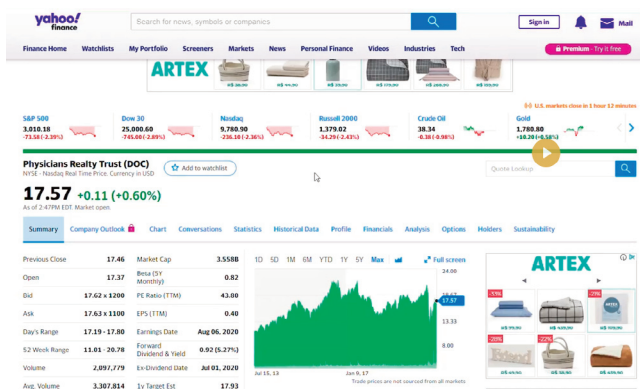 yahoo!
finance
Search for news, symbols or companies
Sign in
Mail
Finance Home Watchlists My Portfolio Screeners Markets News Personal Finance Videos Industries Tech
Premium - Try it free
ARTEX
U.S. markets close in 1 hour 12 minutes
S&P 500 Dow 30 Nasdaq Russell 2000 Crude Oil Gold
3,010.18 25,000.60 9,780.90 1,379.02 38.34 1,780.80
-73.58 (-2.39%) -745.00 (-2.89%) -236.10 (-2.36%) -34.29 (-2.43%) -0.38 (-0.98%) +10.20 (+0.58%)
Physicians Realty Trust (DOC)
Add to watchlist
NYSE - Nasdaq Real Time Price. Currency in USD
Quote Lookup
17.57 +0.11 (+0.60%)
As of 2:47PM EDT. Market open.
Summary Company Outlook Chart Conversations Statistics Historical Data Profile Financials Analysis Options Holders Sustainability
Previous Close 17.46
Open 17.37
Bid 17.62 x 1200
Ask 17.63 x 1100
Day's Range 17.19 - 17.80
52 Week Range 11.01 - 20.78
Volume 2,097,779
Avg. Volume 3,307,814
Market Cap 3.558B
Beta (5Y
Monthly) 0.82
PE Ratio (TTM) 43.00
EPS (TTM) 0.40
Earnings Date Aug 06, 2020
Forward
Dividend & Yield 0.92 (5.27%)
Ex-Dividend Date Jul 01, 2020
1y Target Est 17.93
1D 5D 1M 6M YTD 1Y 5Y Max
Full screen
24.00
17.57
13.33
8.00
Jul 15, 13 Jan 9, 17
Trade prices are not sourced from all markets
ARTEX